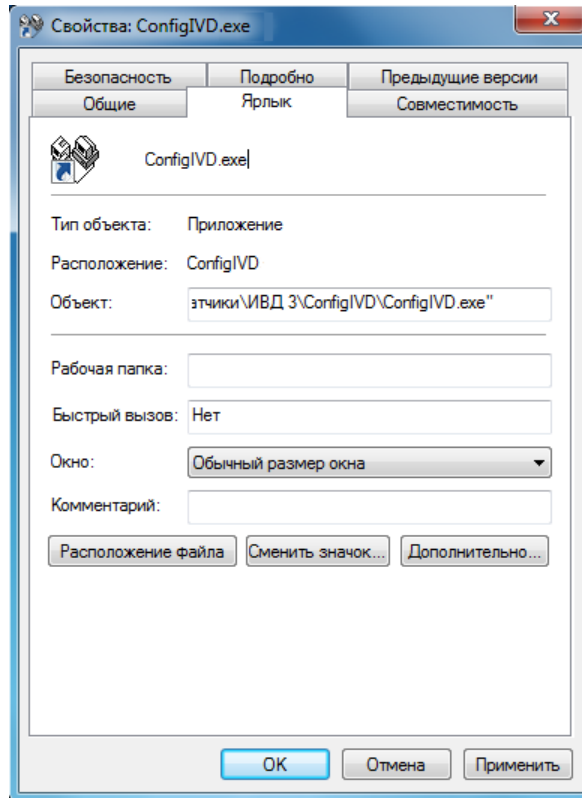 Свойства: ConfigIVD.exe
x
Безопасность Подробно Предыдущие версии
Общие Ярлык Совместимость
ConfigIVD.exe
Тип объекта: Приложение
Расположение: ConfigIVD
Объект: атчики\ИВД 3\ConfigIVD\ConfigIVD.exe"
Рабочая папка:
Быстрый вызов: Нет
Окно: Обычный размер окна
Комментарий:
Расположение файла Сменить значок... Дополнительно...
OK Отмена Применить